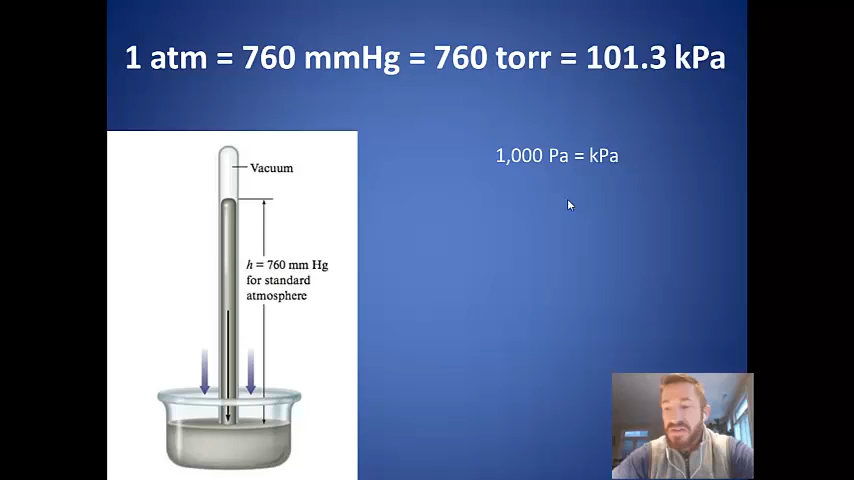 1 atm = 760 mmHg = 760 torr = 101.3 kPa
1,000 Pa = kPa
Vacuum
h = 760 mm Hg
for standard
atmosphere